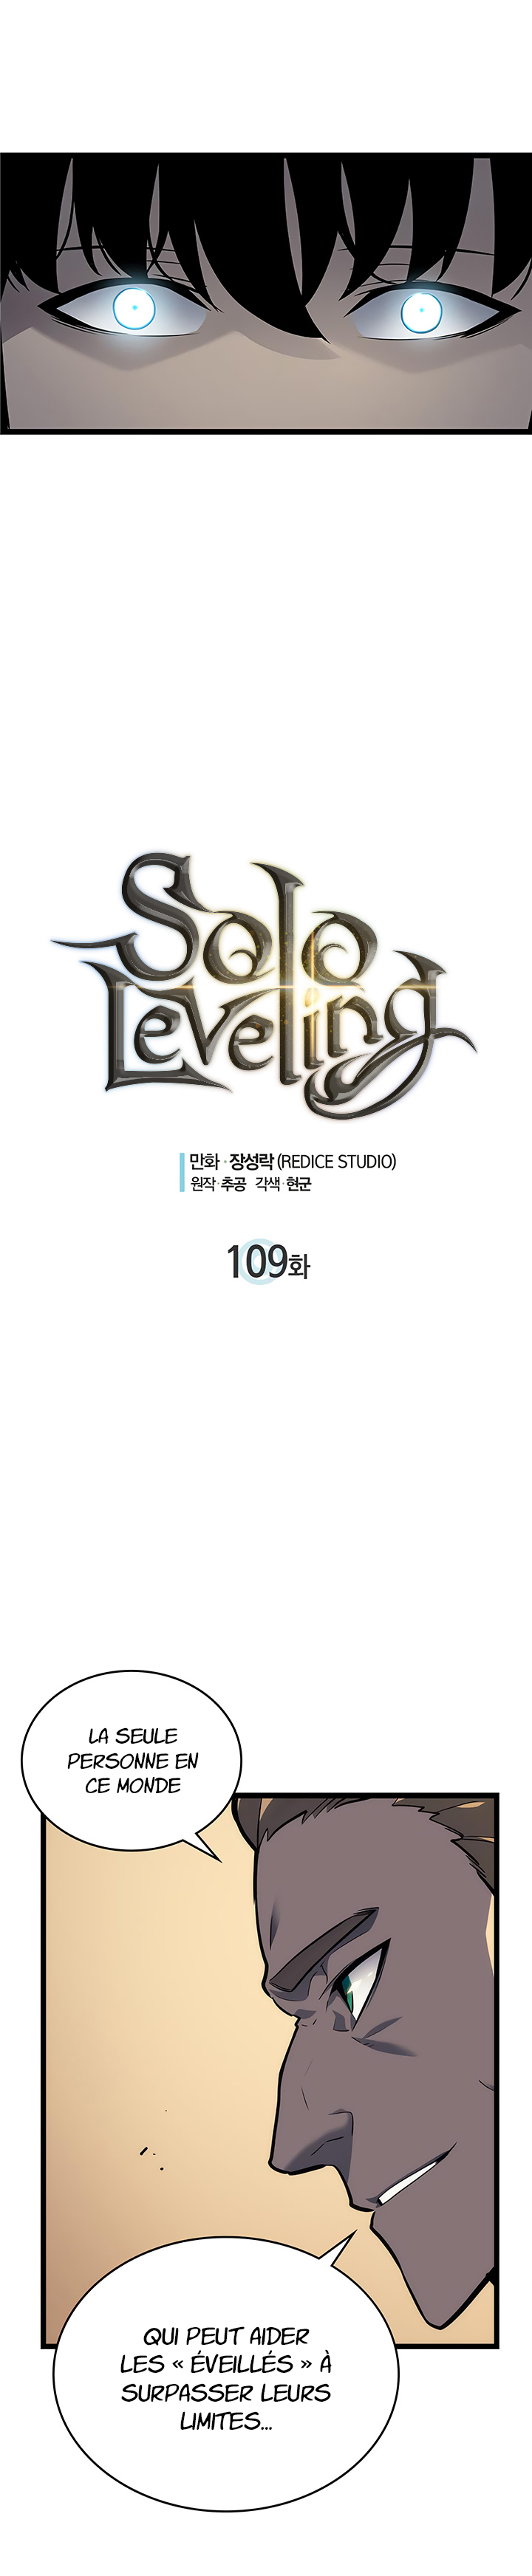 Solo
Leveling
만화·장성락 (REDICE STUDIO)
원작·추공 각색·현군
109화
LA SEULE
PERSONNE EN
CE MONDE
QUI PEUT AIDER
LES « ÉVEILLÉS » À
SURPASSER LEURS
LIMITES...